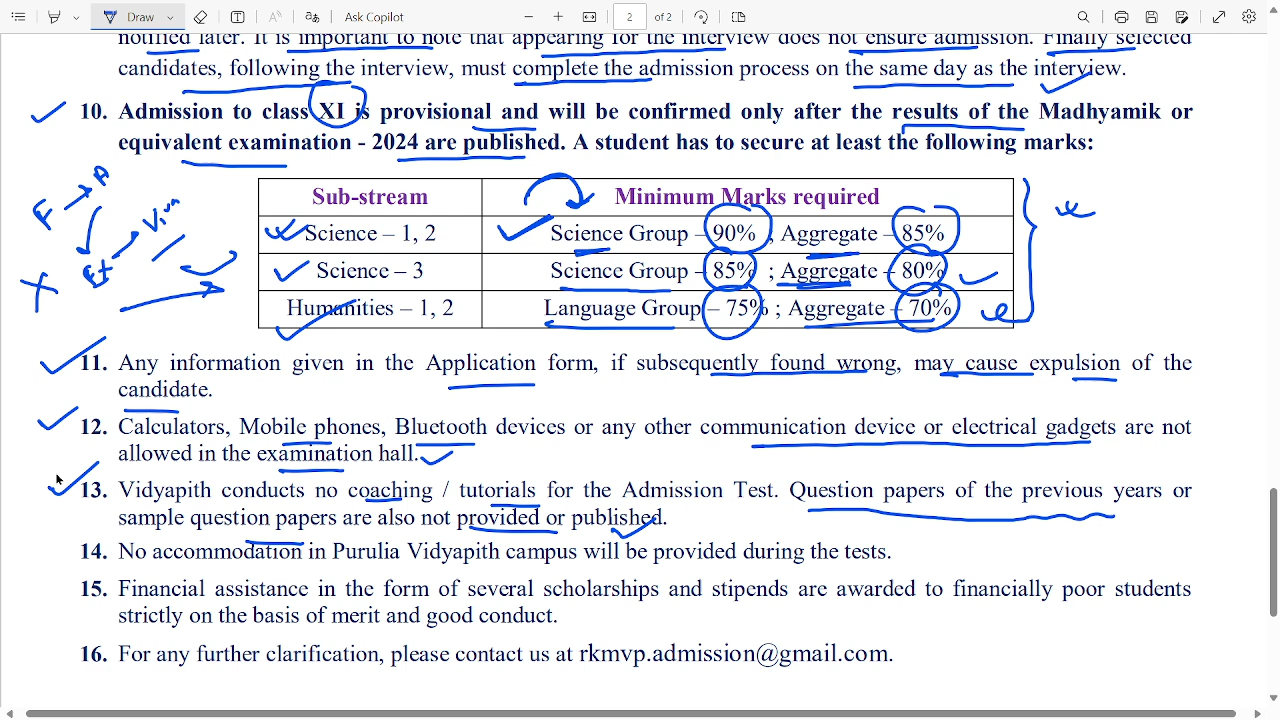 Draw
Ask Copilot
2 of 2
notified later. It is important to note that appearing for the interview does not ensure admission. Finally selected
candidates, following the interview, must complete the admission process on the same day as the interview.
10. Admission to class XI is provisional and will be confirmed only after the results of the Madhyamik or
equivalent examination - 2024 are published. A student has to secure at least the following marks:
Sub-stream Minimum Marks required
Science – 1, 2 Science Group – 90% ; Aggregate – 85%
Science – 3 Science Group – 85% ; Aggregate – 80%
Humanities – 1, 2 Language Group – 75% ; Aggregate – 70%
F A
Viva
X
11. Any information given in the Application form, if subsequently found wrong, may cause expulsion of the
candidate.
12. Calculators, Mobile phones, Bluetooth devices or any other communication device or electrical gadgets are not
allowed in the examination hall.
13. Vidyapith conducts no coaching / tutorials for the Admission Test. Question papers of the previous years or
sample question papers are also not provided or published.
14. No accommodation in Purulia Vidyapith campus will be provided during the tests.
15. Financial assistance in the form of several scholarships and stipends are awarded to financially poor students
strictly on the basis of merit and good conduct.
16. For any further clarification, please contact us at rkmvp.admission@gmail.com.